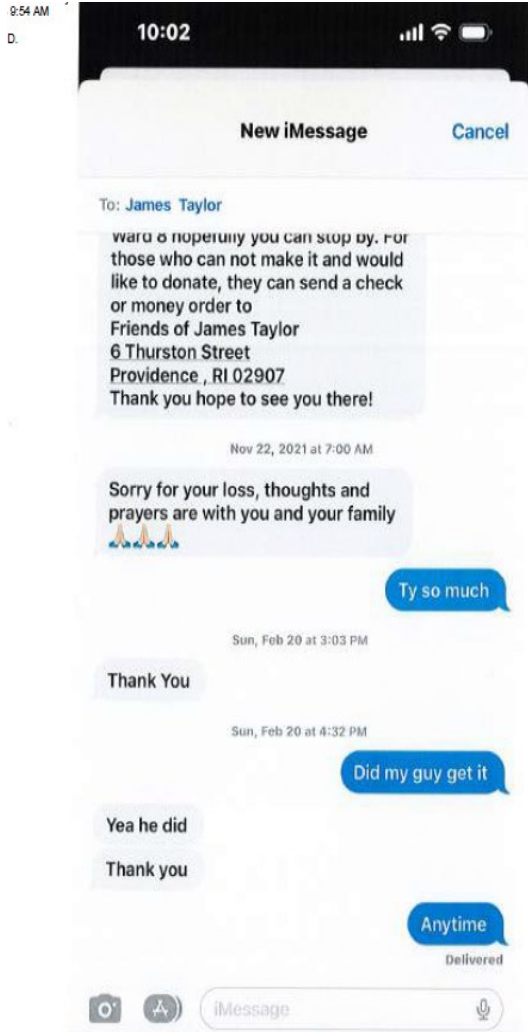 9:54 AM
D.
10:02
New iMessage
Cancel
To: James Taylor
Ward 8 hopefully you can stop by. For
those who can not make it and would
like to donate, they can send a check
or money order to
Friends of James Taylor
6 Thurston Street
Providence , RI 02907
Thank you hope to see you there!
Nov 22, 2021 at 7:00 AM
Sorry for your loss, thoughts and
prayers are with you and your family
🙏🏻🙏🏻🙏🏻
Ty so much
Sun, Feb 20 at 3:03 PM
Thank You
Sun, Feb 20 at 4:32 PM
Did my guy get it
Yea he did
Thank you
Anytime
Delivered
iMessage